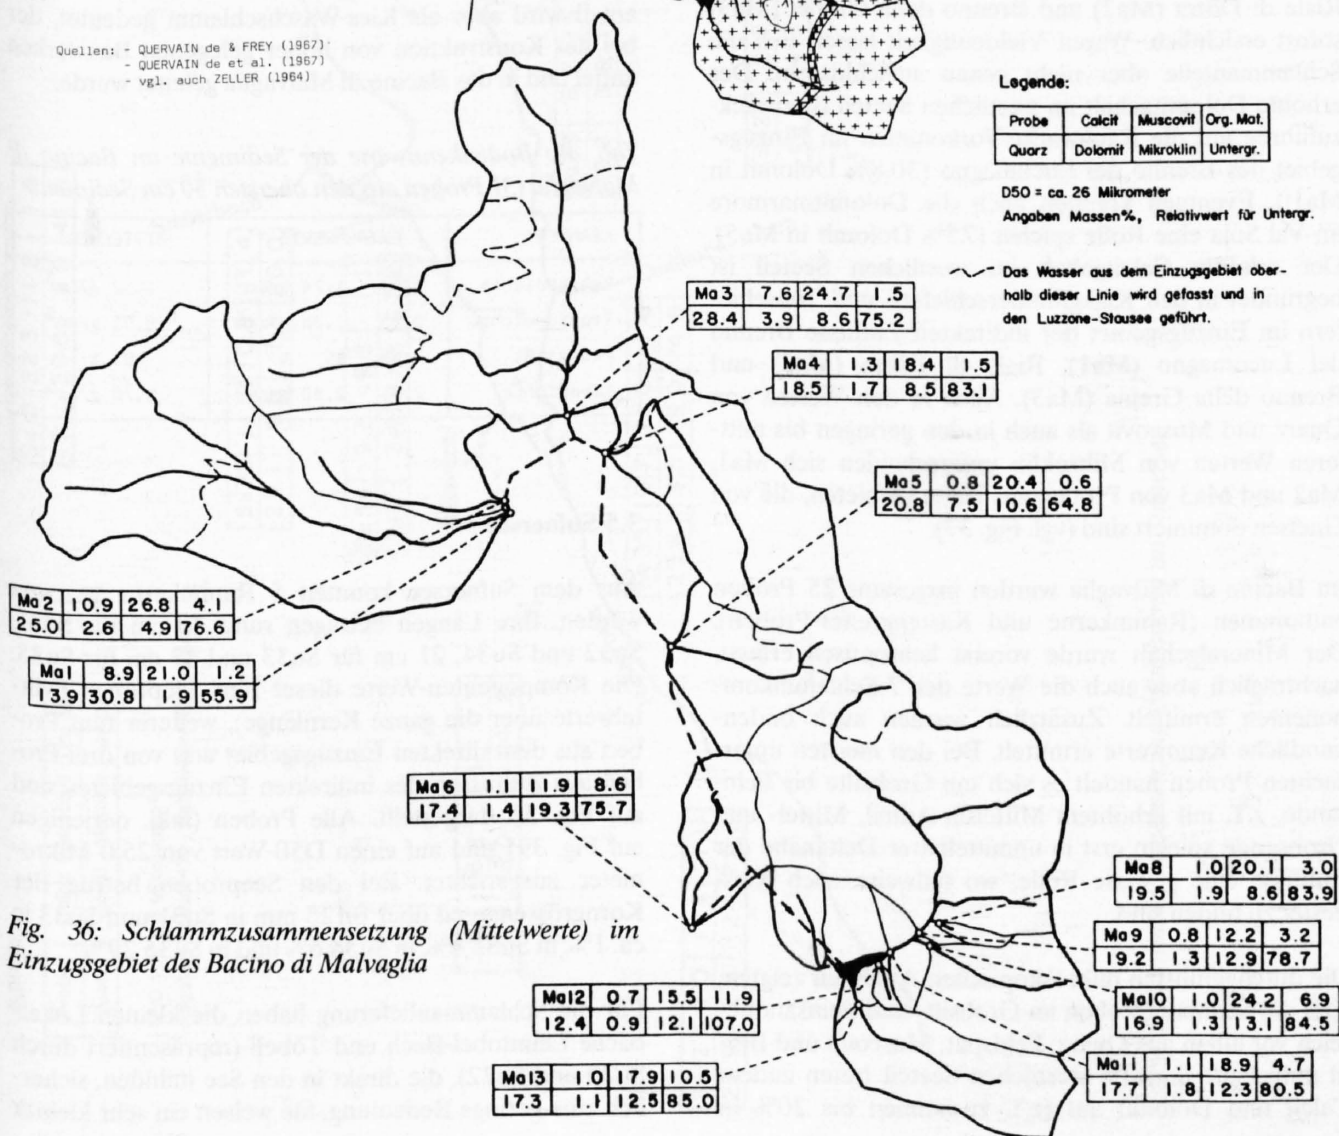 Quellen: - QUERVAIN de & FREY (1967)
- QUERVAIN de et al. (1967)
- vgl. auch ZELLER (1964)
Legende:
Probe Calcit Muscovit Org. Mat.
Quarz Dolomit Mikroklin Untergr.
D50 = ca. 26 Mikrometer
Angaben Massen%, Relativwert für Untergr.
Das Wasser aus dem Einzugsgebiet ober-
halb dieser Linie wird gefasst und in
den Luzzone-Stausee geführt.
Ma3 7.6 24.7 1.5
28.4 3.9 8.6 75.2
Ma4 1.3 18.4 1.5
18.5 1.7 8.5 83.1
Ma5 0.8 20.4 0.6
20.8 7.5 10.6 64.8
Ma2 10.9 26.8 4.1
25.0 2.6 4.9 76.6
Ma1 8.9 21.9 1.2
13.9 30.8 1.9 55.9
Ma6 1.1 11.9 8.6
17.4 1.4 19.3 75.7
Ma8 1.0 20.1 3.0
19.5 1.9 8.6 83.9
Ma9 0.8 12.2 3.2
19.2 1.3 12.9 78.7
Ma10 1.0 24.2 6.9
16.9 1.3 13.1 84.5
Ma11 1.1 18.9 4.7
17.2 1.2 12.9 80.5
Ma12 0.7 15.5 11.9
12.4 0.9 12.1 107.0
Ma13 1.0 17.9 10.5
17.3 1.1 12.5 85.0
Fig. 36: Schlammzusammensetzung (Mittelwerte) im
Einzugsgebiet des Bacino di Malvaglia